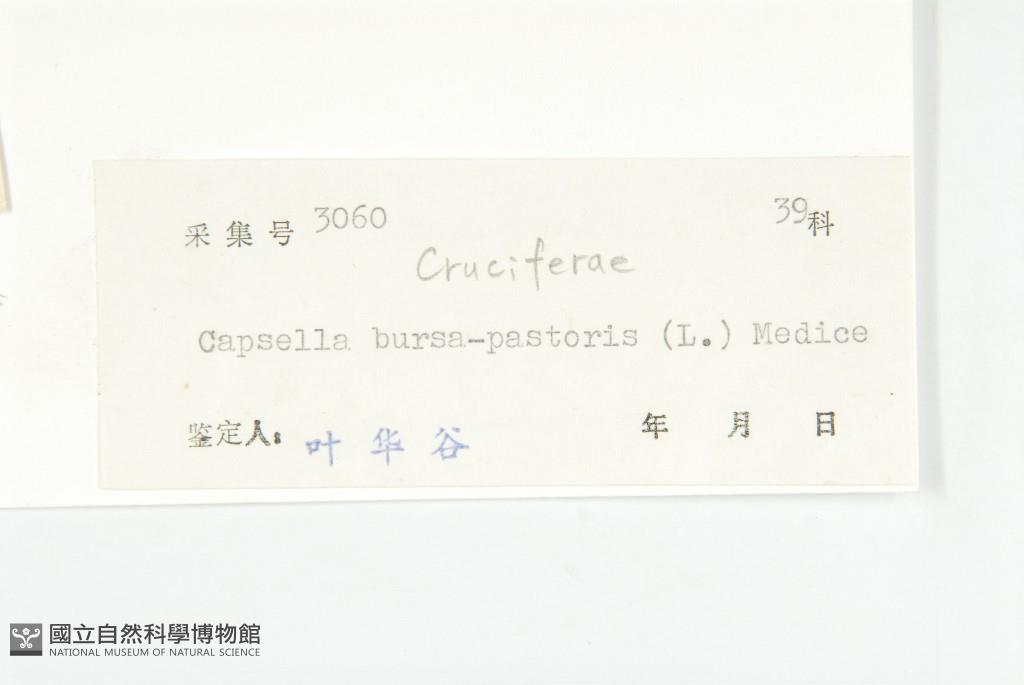 采集号 3060 39科
Cruciferae
Capsella bursa-pastoris (L.) Medice
鉴定人: 叶华谷 年 月 日
國立自然科學博物館
NATIONAL MUSEUM OF NATURAL SCIENCE